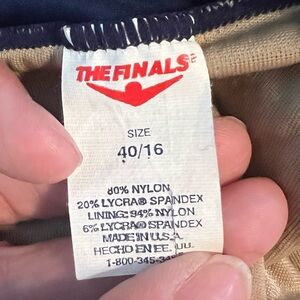 THE FINALS®
SIZE
40/16
80% NYLON
20% LYCRA® SPANDEX
LINING: 94% NYLON
6% LYCRA® SPANDEX
MADE IN U.S.A.
HECHO EN EE. UU.
1-800-345-